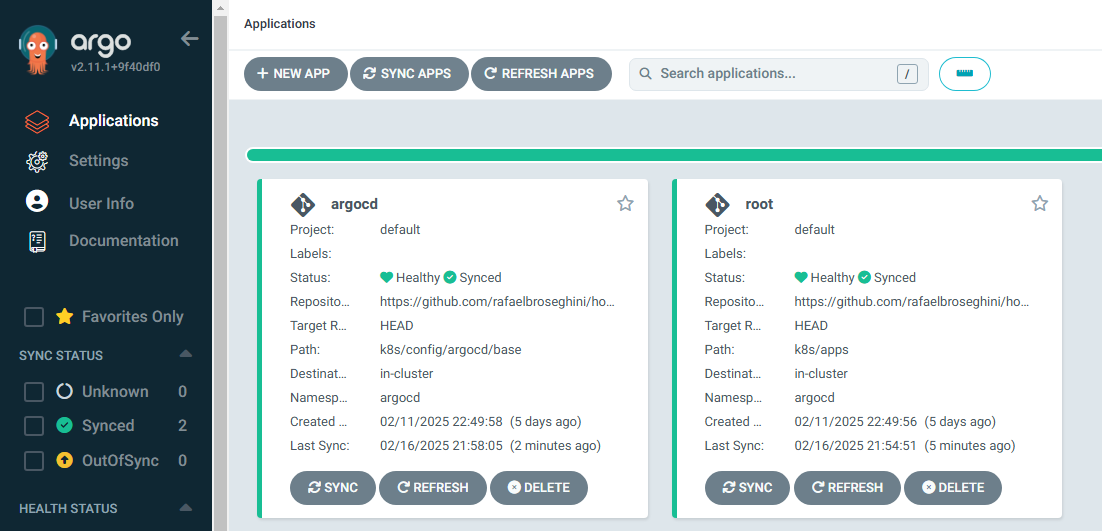 argo
v2.11.1+9f40df0
Applications
Settings
User Info
Documentation
Favorites Only
SYNC STATUS
Unknown 0
Synced 2
OutOfSync 0
HEALTH STATUS
Applications
NEW APP SYNC APPS REFRESH APPS Search applications... /
argocd
Project: default
Labels:
Status: Healthy Synced
Reposito... https://github.com/rafaelbroseghini/ho...
Target R... HEAD
Path: k8s/config/argocd/base
Destinat... in-cluster
Namesp... argocd
Created ... 02/11/2025 22:49:58 (5 days ago)
Last Sync: 02/16/2025 21:58:05 (2 minutes ago)
SYNC REFRESH DELETE
root
Project: default
Labels:
Status: Healthy Synced
Reposito... https://github.com/rafaelbroseghini/ho...
Target R... HEAD
Path: k8s/apps
Destinat... in-cluster
Namesp... argocd
Created ... 02/11/2025 22:49:56 (5 days ago)
Last Sync: 02/16/2025 21:54:51 (5 minutes ago)
SYNC REFRESH DELETE